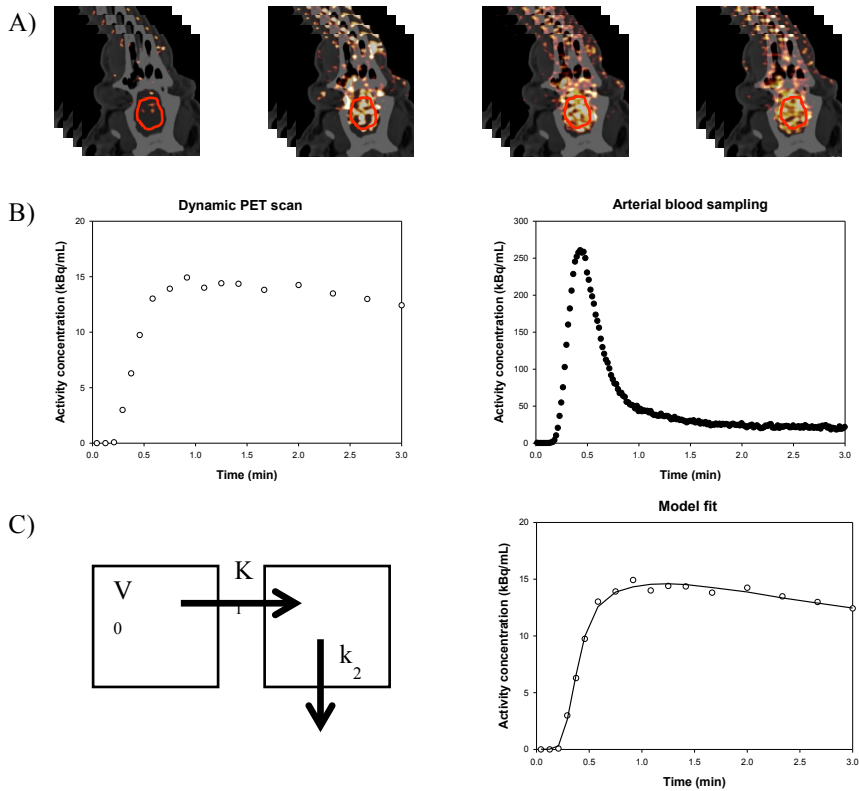 A)
B)
Dynamic PET scan
Activity concentration (kBq/mL)
20
15
10
5
0
0.0 0.5 1.0 1.5 2.0 2.5 3.0
Time (min)
Arterial blood sampling
Activity concentration (kBq/mL)
300
250
200
150
100
50
0
0.0 0.5 1.0 1.5 2.0 2.5 3.0
Time (min)
C)
V
0
K
1
k2
Model fit
Activity concentration (kBq/mL)
20
15
10
5
0
0.0 0.5 1.0 1.5 2.0 2.5 3.0
Time (min)